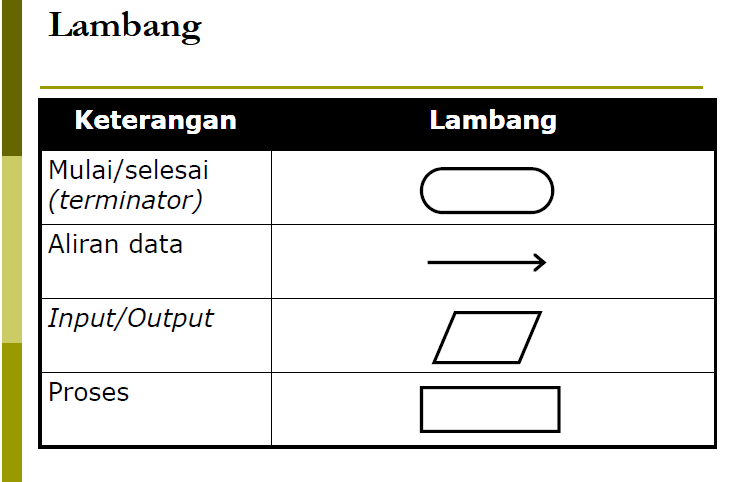 Lambang
Keterangan Lambang
Mulai/selesai
(terminator)
Aliran data
Input/Output
Proses